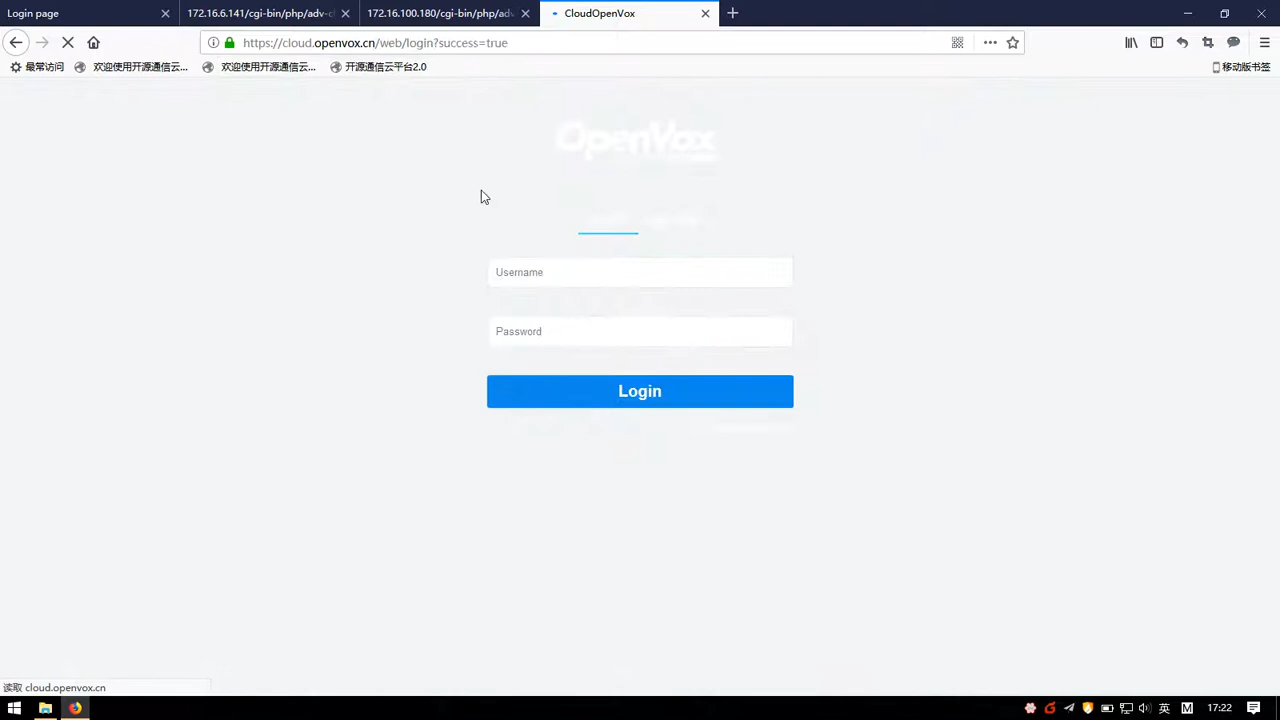 Login page
172.16.6.141/cgi-bin/php/adv-c
172.16.100.180/cgi-bin/php/adv
CloudOpenVox
https://cloud.openvox.cn/web/login?success=true
最常访问
欢迎使用开源通信云...
欢迎使用开源通信云...
开源通信云平台2.0
移动版书签
OpenVox
Username
Password
Login
读取 cloud.openvox.cn
英
M
17:22